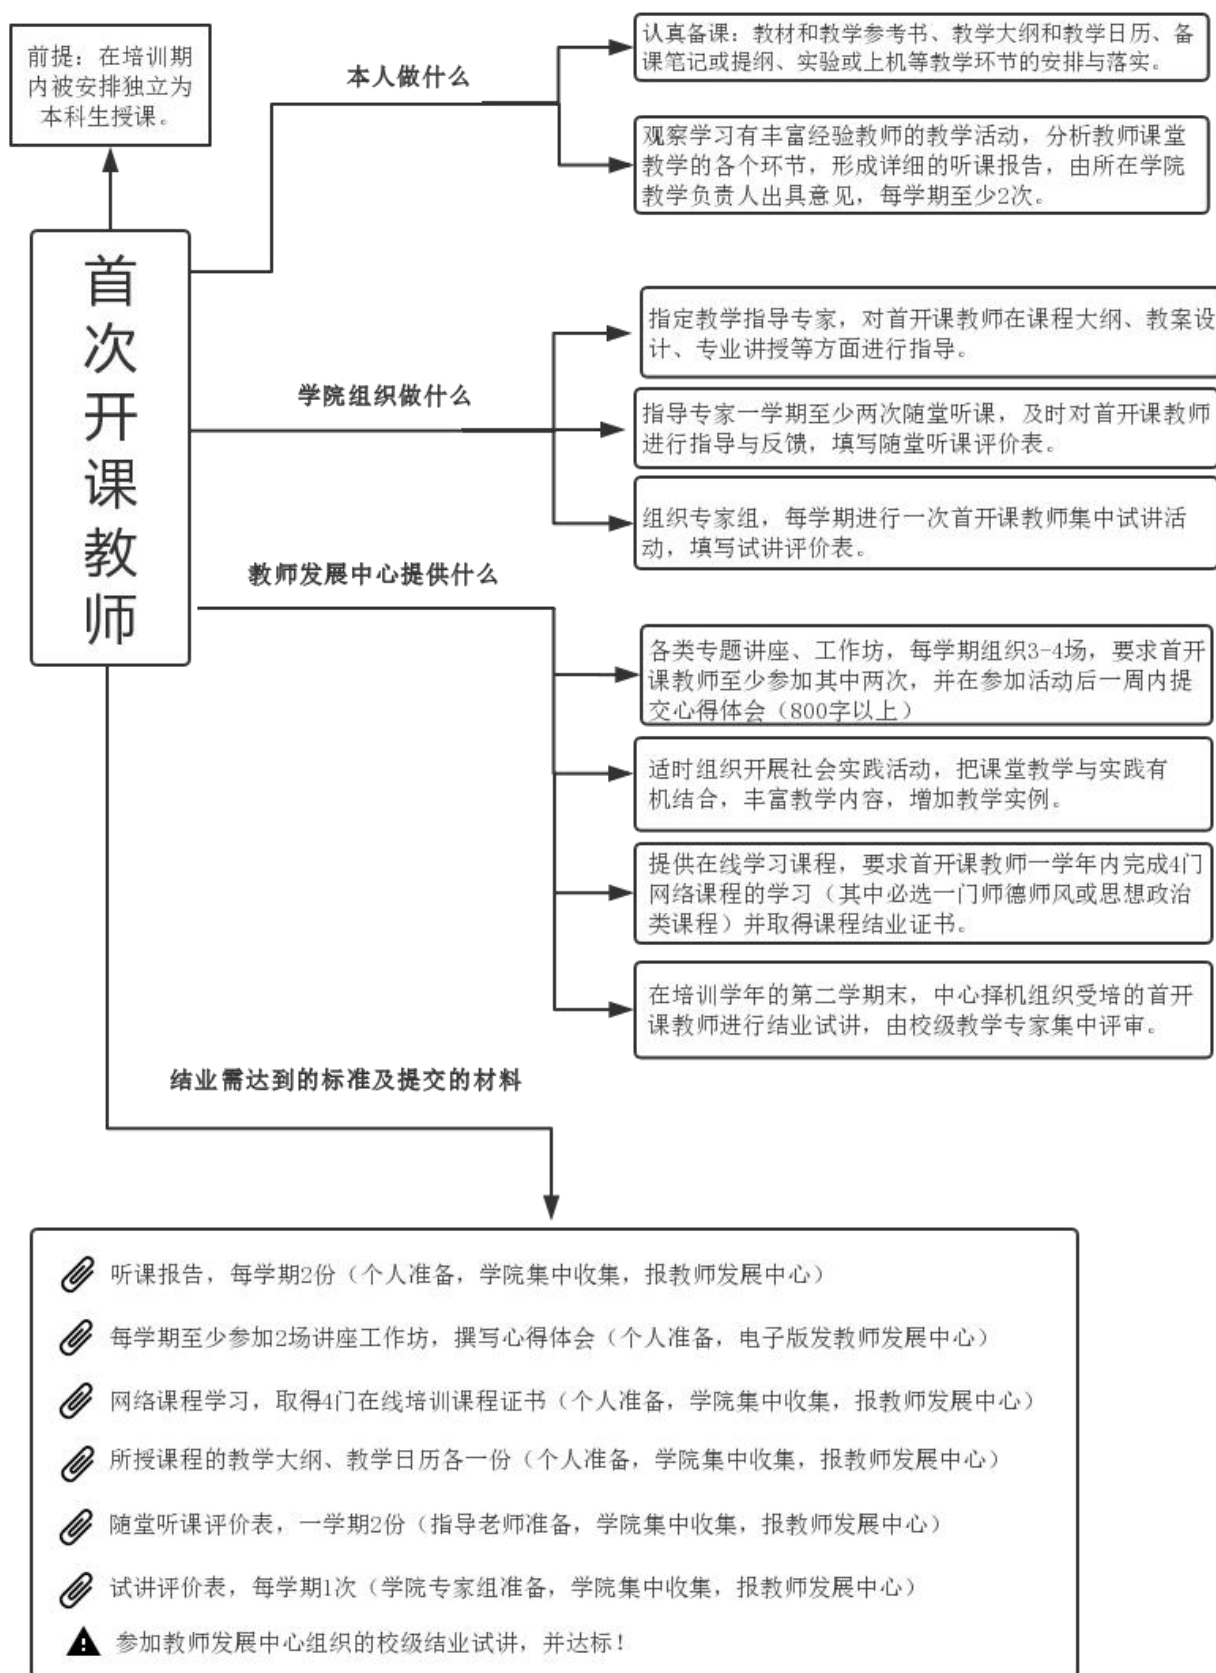 前提：在培训期
内被安排独立为
本科生授课。
首
次
开
课
教
师
本人做什么
认真备课：教材和教学参考书、教学大纲和教学日历、备
课笔记或提纲、实验或上机等教学环节的安排与落实。
观察学习有丰富经验教师的教学活动，分析教师课堂
教学的各个环节，形成详细的听课报告，由所在学院
教学负责人出具意见，每学期至少2次。
学院组织做什么
指定教学指导专家，对首开课教师在课程大纲、教案设
计、专业讲授等方面进行指导。
指导专家一学期至少两次随堂听课，及时对首开课教师
进行指导与反馈，填写随堂听课评价表。
组织专家组，每学期进行一次首开课教师集中试讲活
动，填写试讲评价表。
教师发展中心提供什么
各类专题讲座、工作坊，每学期组织3-4场，要求首开
课教师至少参加其中两次，并在参加活动后一周内提
交心得体会（800字以上）
适时组织开展社会实践活动，把课堂教学与实践有
机结合，丰富教学内容，增加教学实例。
提供在线学习课程，要求首开课教师一学年内完成4门
网络课程的学习（其中必选一门师德师风或思想政治
类课程）并取得课程结业证书。
在培训学年的第二学期末，中心择机组织受培的首开
课教师进行结业试讲，由校级教学专家集中评审。
结业需达到的标准及提交的材料
听课报告，每学期2份（个人准备，学院集中收集，报教师发展中心）
每学期至少参加2场讲座工作坊，撰写心得体会（个人准备，电子版发教师发展中心）
网络课程学习，取得4门在线培训课程证书（个人准备，学院集中收集，报教师发展中心）
所授课程的教学大纲、教学日历各一份（个人准备，学院集中收集，报教师发展中心）
随堂听课评价表，一学期2份（指导老师准备，学院集中收集，报教师发展中心）
试讲评价表，每学期1次（学院专家组准备，学院集中收集，报教师发展中心）
参加教师发展中心组织的校级结业试讲，并达标！